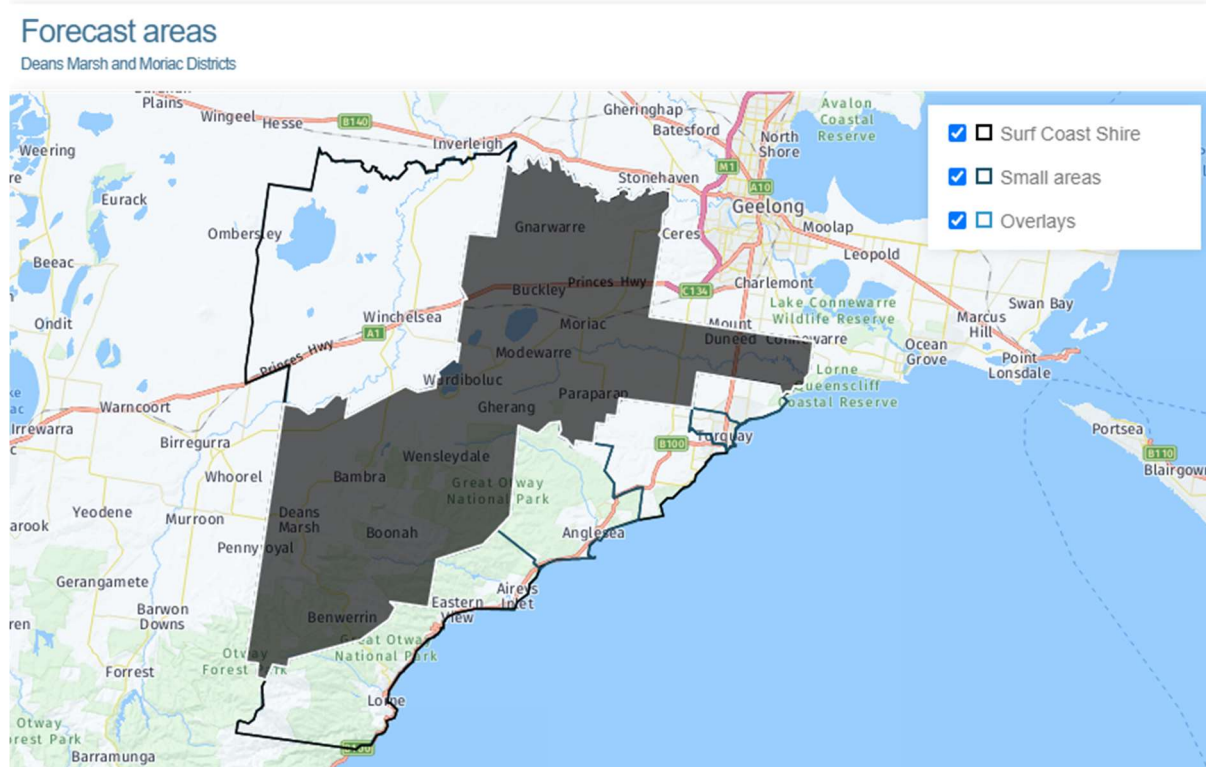 Forecast areas
Deans Marsh and Moriac Districts
Surf Coast Shire
Small areas
Overlays
Plains
Wingeel
Hesse
B140
Inverleigh
Gheringhap
Batesford
Avalon
Coastal
Reserve
North
Shore
M1
A10
Weering
Eurack
Stonehaven
Geelong
Ombersley
Gnarwarre
Ceres
Moolap
Leopold
Beeac
Buckley
Princes Hwy
C134
Charlemont
Lake Connewarre
Wildlife Reserve
Swan Bay
Marcus
Hill
Ondit
Winchelsea
A1
Moriac
Mount
Duneed
Connewarre
Ocean
Grove
Point
Lonsdale
Princes Hwy
Modewarre
Wurdiboluc
Paraparap
Lorne
Queenscliff
Coastal Reserve
Warncoort
Gherang
Irrewarra
Birregurra
Torquay
B100
Portsea
B110
Wensleydale
Whoorel
Bambra
Great Otway
National Park
Yeodene
Murroon
Deans
Marsh
Boonah
Anglesea
Pennyroyal
Gerangamete
Barwon
Downs
Aireys
Inlet
Eastern
View
Benwerrin
Great Otway
National Park
Otway
Forest Park
Forrest
Lorne
Otway
Barramunga
B100